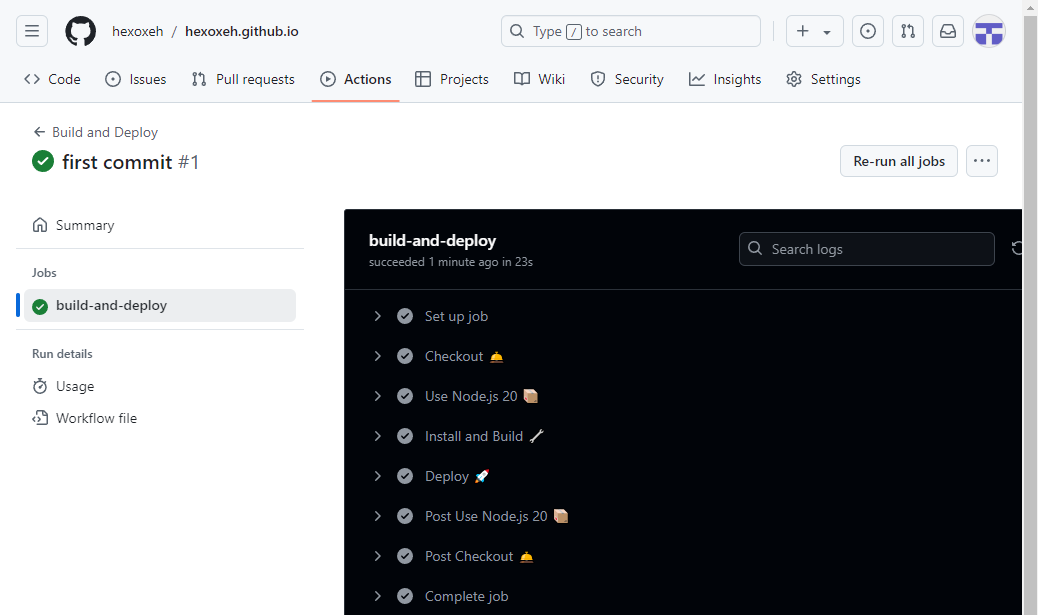 hexoxeh / hexoxeh.github.io
Type / to search
Code Issues Pull requests Actions Projects Wiki Security Insights Settings
Build and Deploy
first commit #1
Re-run all jobs
Summary
Jobs
build-and-deploy
Run details
Usage
Workflow file
build-and-deploy
succeeded 1 minute ago in 23s
Search logs
Set up job
Checkout 🛎️
Use Node.js 20 📦
Install and Build 🔧
Deploy 🚀
Post Use Node.js 20 📦
Post Checkout 🛎️
Complete job